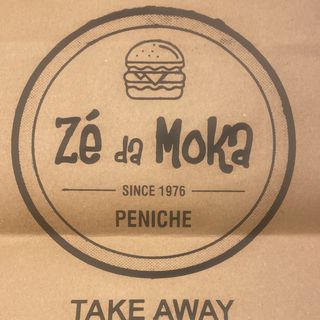 Zé da Moka
SINCE 1976
PENICHE
TAKE AWAY